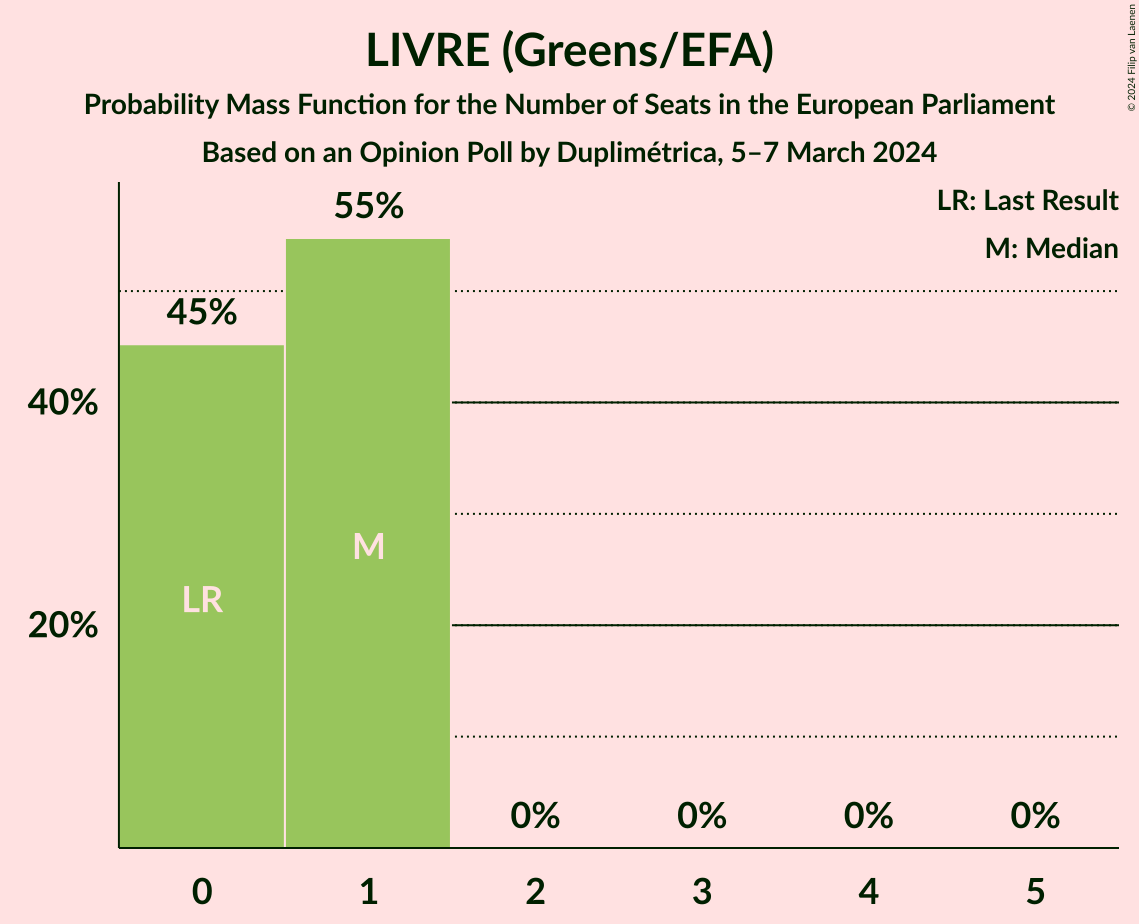 LIVRE (Greens/EFA)
Probability Mass Function for the Number of Seats in the European Parliament
Based on an Opinion Poll by Duplimétrica, 5–7 March 2024
© 2024 Filip van Laenen
LR: Last Result
M: Median
55%
45%
40%
20%
LR
M
0%
0%
0%
0%
0
1
2
3
4
5